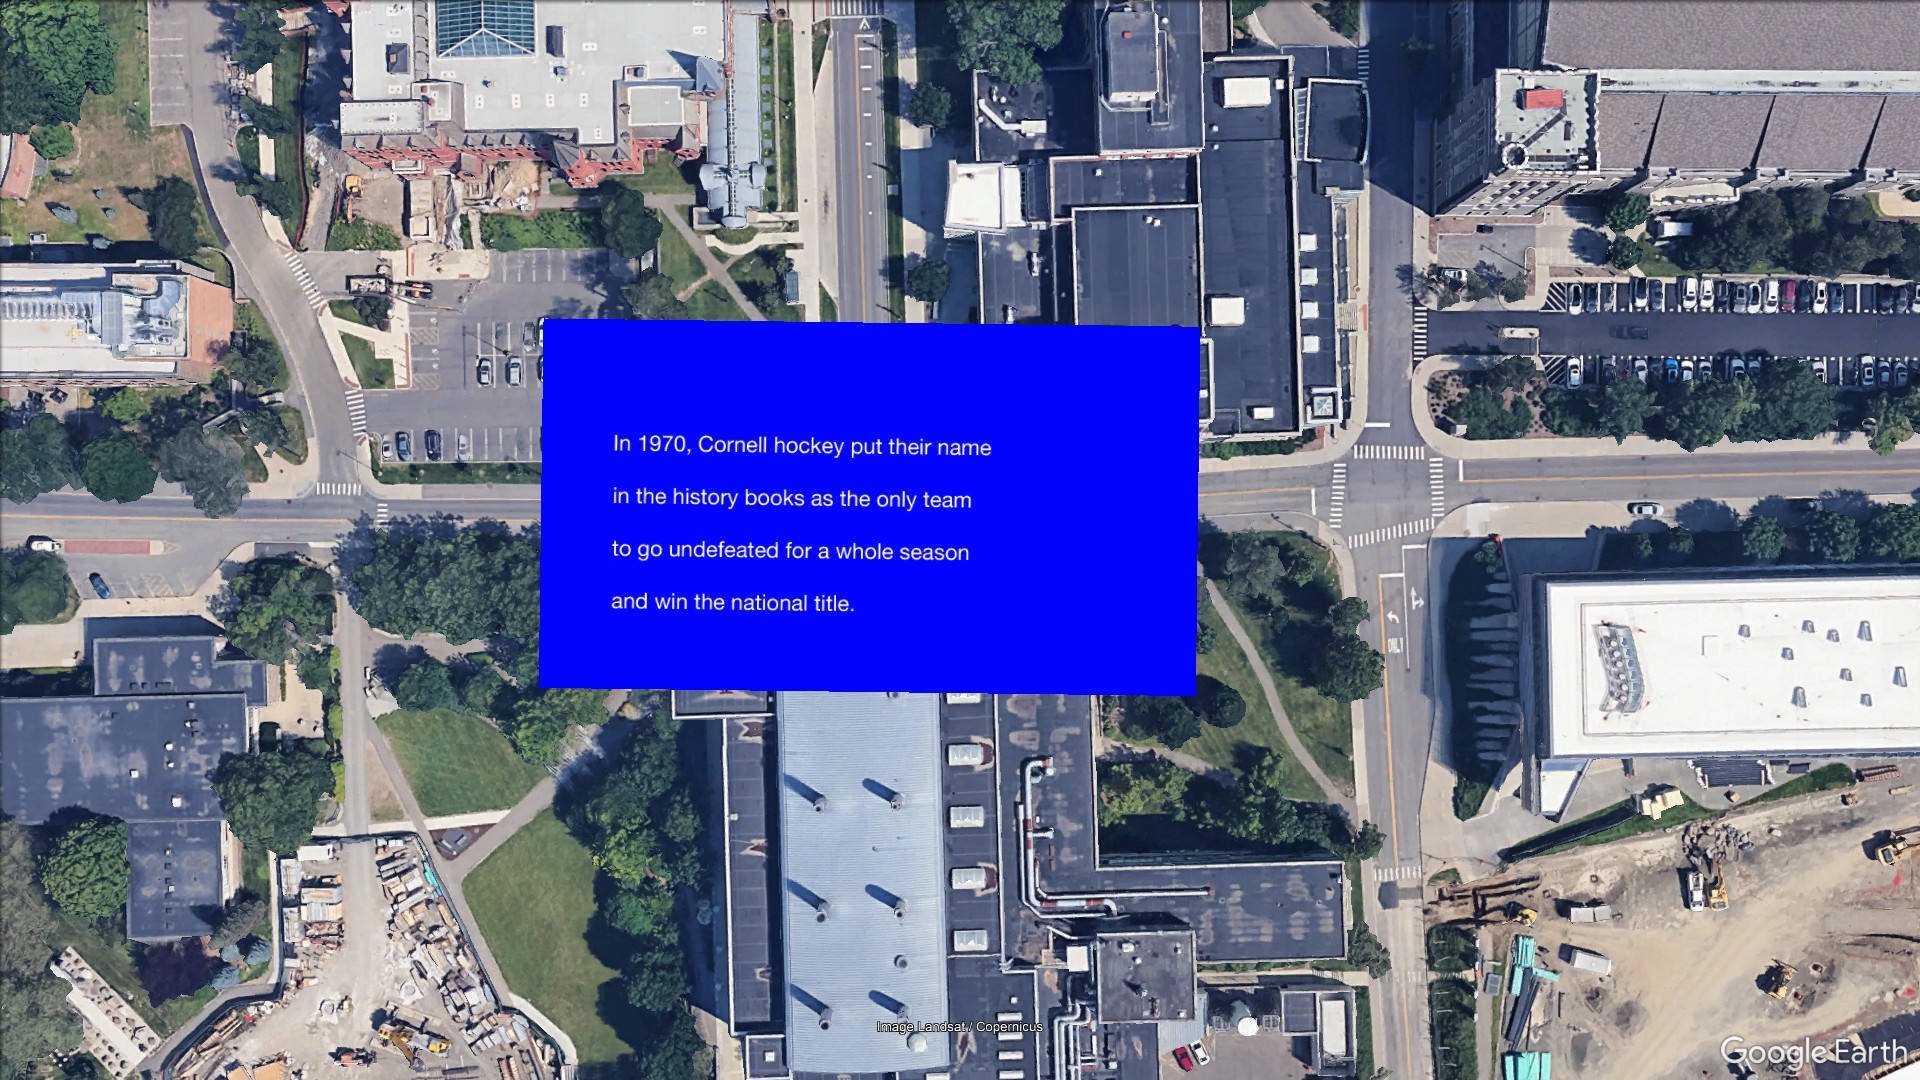 In 1970, Cornell hockey put their name
in the history books as the only team
to go undefeated for a whole season
and win the national title.
ONLY
Image Landsat / Copernicus
Google Earth